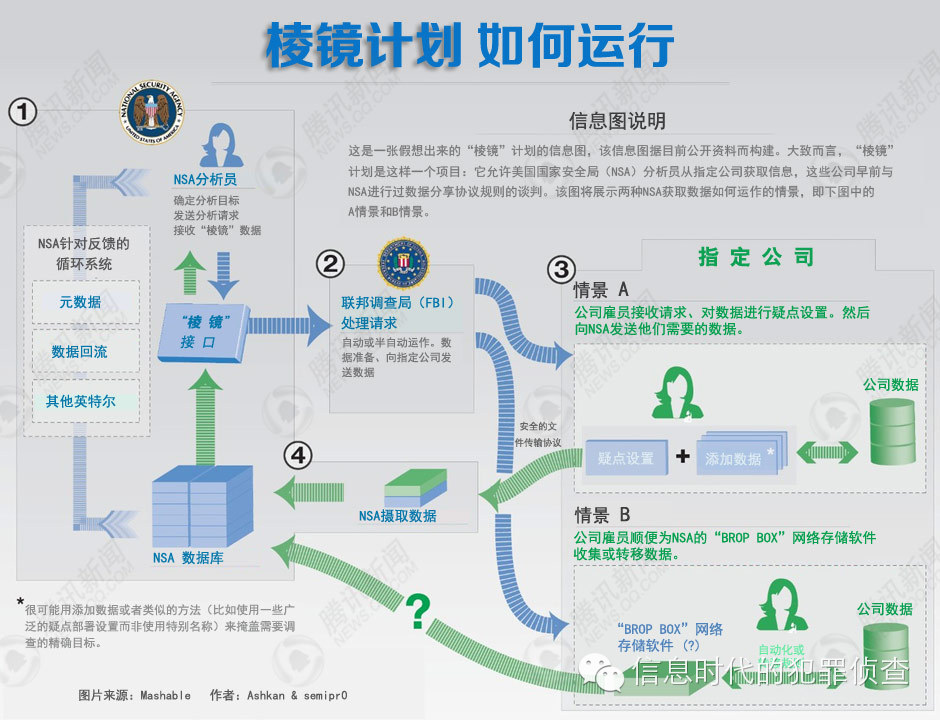 棱镜计划 如何运行
①
NATIONAL SECURITY AGENCY
UNITED STATES OF AMERICA
NSA分析员
确定分析目标
发送分析请求
接收“棱镜”数据
NSA针对反馈的
循环系统
元数据
数据回流
其他英特尔
“棱 镜”
接 口
NSA 数据库
信息图说明
这是一张假想出来的“棱镜”计划的信息图，该信息图据目前公开资料而构建。大致而言，“棱镜”
计划是这样一个项目：它允许美国国家安全局（NSA）分析员从指定公司获取信息，这些公司早前与
NSA进行过数据分享协议规则的谈判。该图将展示两种NSA获取数据如何运作的情景，即下图中的
A情景和B情景。
②
联邦调查局（FBI）
处理请求
自动或半自动运作。数
据准备、向指定公司发
送数据
安全的文
件传输协议
③
指 定 公 司
情景 A
公司雇员接收请求、对数据进行疑点设置。然后
向NSA发送他们需要的数据。
公司数据
疑点设置
+
添加数据*
④
NSA摄取数据
情景 B
公司雇员顺便为NSA的“BROP BOX”网络存储软件
收集或转移数据。
公司数据
“BROP BOX”网络
存储软件（?）
自动化或
?
*
很可能用添加数据或者类似的方法（比如使用一些广
泛的疑点部署设置而非使用特别名称）来掩盖需要调
查的精确目标。
图片来源：Mashable 作者：Ashkan & semipr0
信息时代的犯罪侦查
腾讯新闻
NEWS.QQ.COM